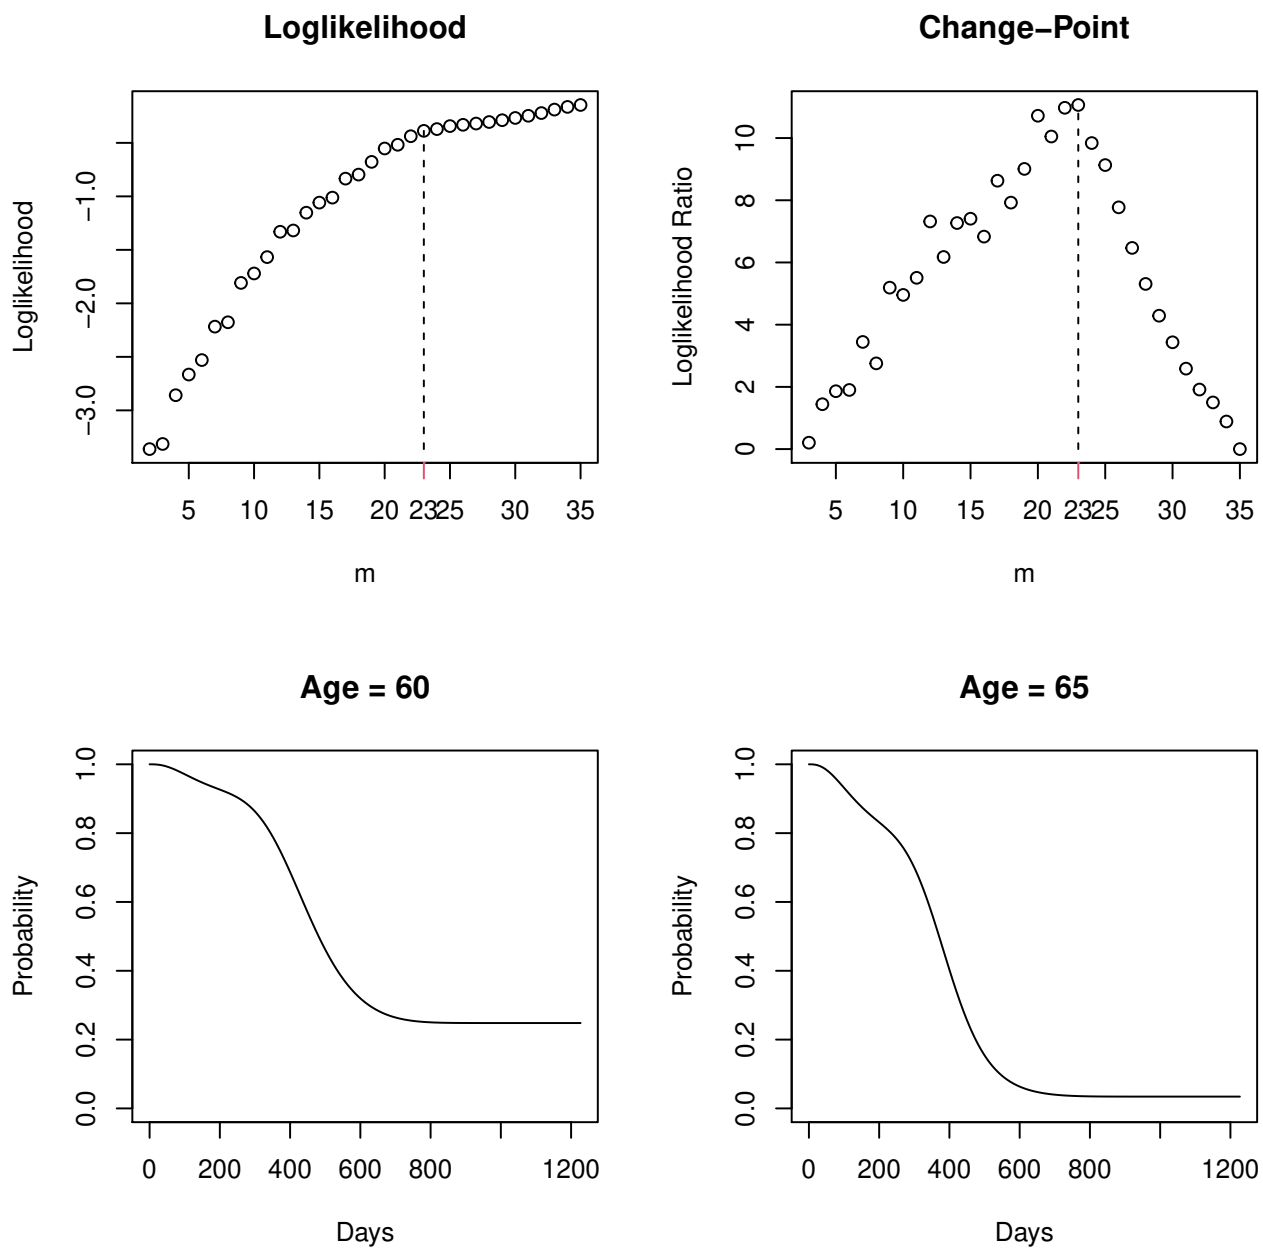 Loglikelihood
Loglikelihood
−1.0
−2.0
−3.0
5 10 15 20 23 25 30 35
m
Change−Point
Loglikelihood Ratio
10
8
6
4
2
0
5 10 15 20 23 25 30 35
m
Age = 60
Probability
1.0
0.8
0.6
0.4
0.2
0.0
0 200 400 600 800 1200
Days
Age = 65
Probability
1.0
0.8
0.6
0.4
0.2
0.0
0 200 400 600 800 1200
Days